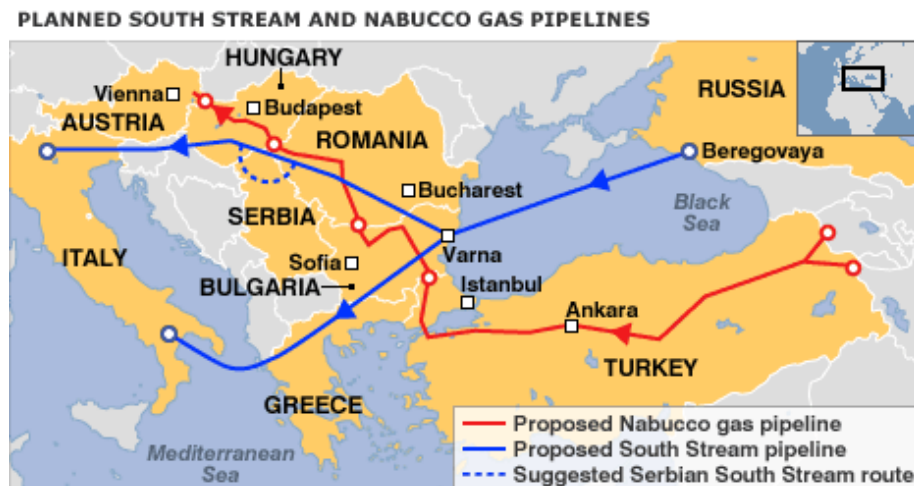 PLANNED SOUTH STREAM AND NABUCCO GAS PIPELINES
HUNGARY
Vienna
Budapest
RUSSIA
AUSTRIA
ROMANIA
Beregovaya
Bucharest
Black
Sea
SERBIA
Varna
ITALY
Sofia
BULGARIA
Istanbul
Ankara
TURKEY
GREECE
Mediterranean
Sea
Proposed Nabucco gas pipeline
Proposed South Stream pipeline
Suggested Serbian South Stream route